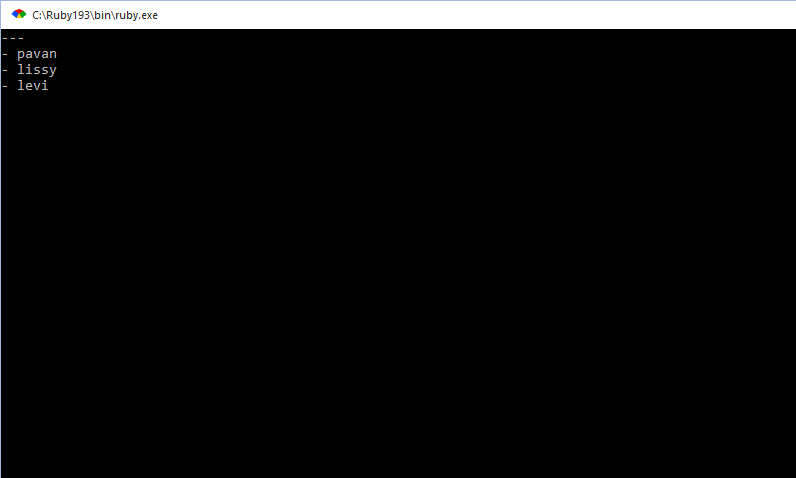 C:\Ruby193\bin\ruby.exe
---
- pavan
- lissy
- levi